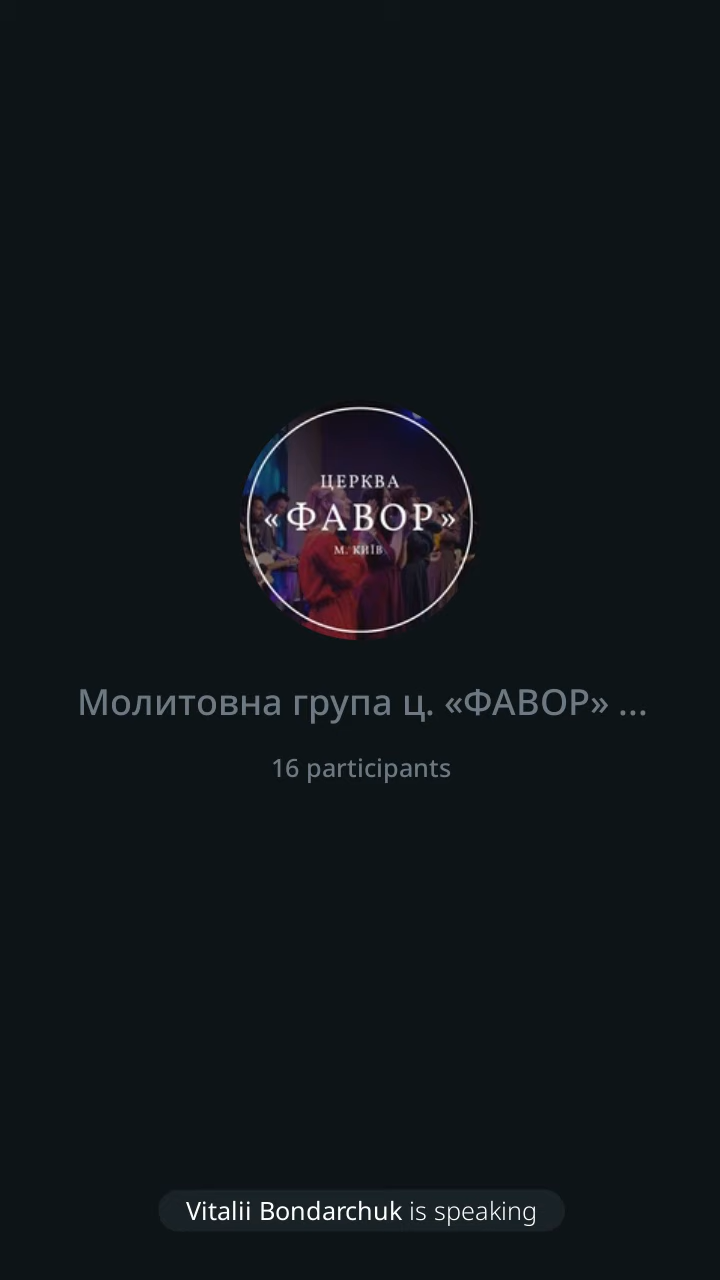 ЦЕРКВА
«ФАВОР»
М. КИЇВ
Молитовна група ц. «ФАВОР» ...
16 participants
Vitalii Bondarchuk is speaking